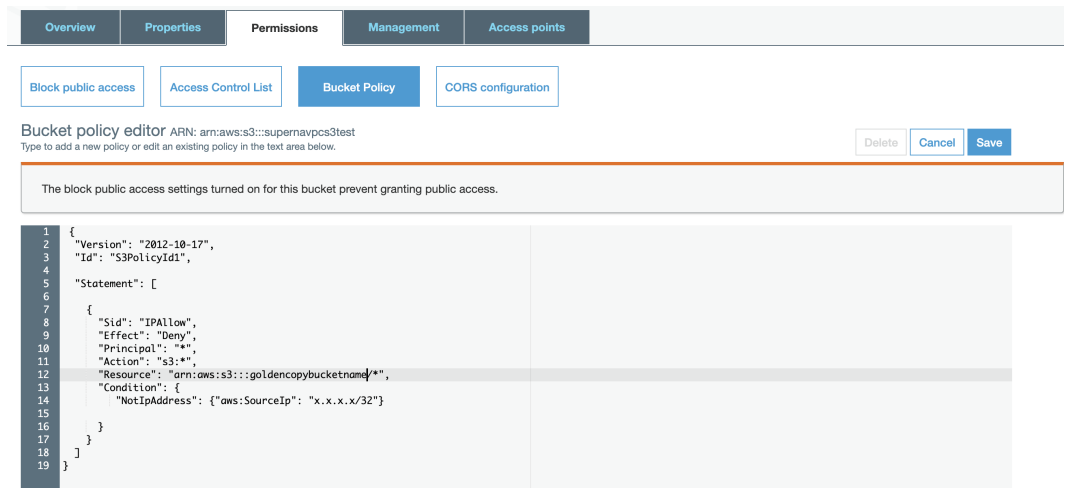 Overview Properties Permissions Management Access points
Block public access Access Control List Bucket Policy CORS configuration
Bucket policy editor ARN: arn:aws:s3:::supernavpcs3test
Type to add a new policy or edit an existing policy in the text area below.
Delete Cancel Save
The block public access settings turned on for this bucket prevent granting public access.
1 {
2 "Version": "2012-10-17",
3 "Id": "S3PolicyId1",
4
5 "Statement": [
6
7 {
8 "Sid": "IPAllow",
9 "Effect": "Deny",
10 "Principal": "*",
11 "Action": "s3:*",
12 "Resource": "arn:aws:s3:::goldencopybucketname/*",
13 "Condition": {
14 "NotIpAddress": {"aws:SourceIp": "x.x.x.x/32"}
15
16 }
17 }
18 ]
19 }